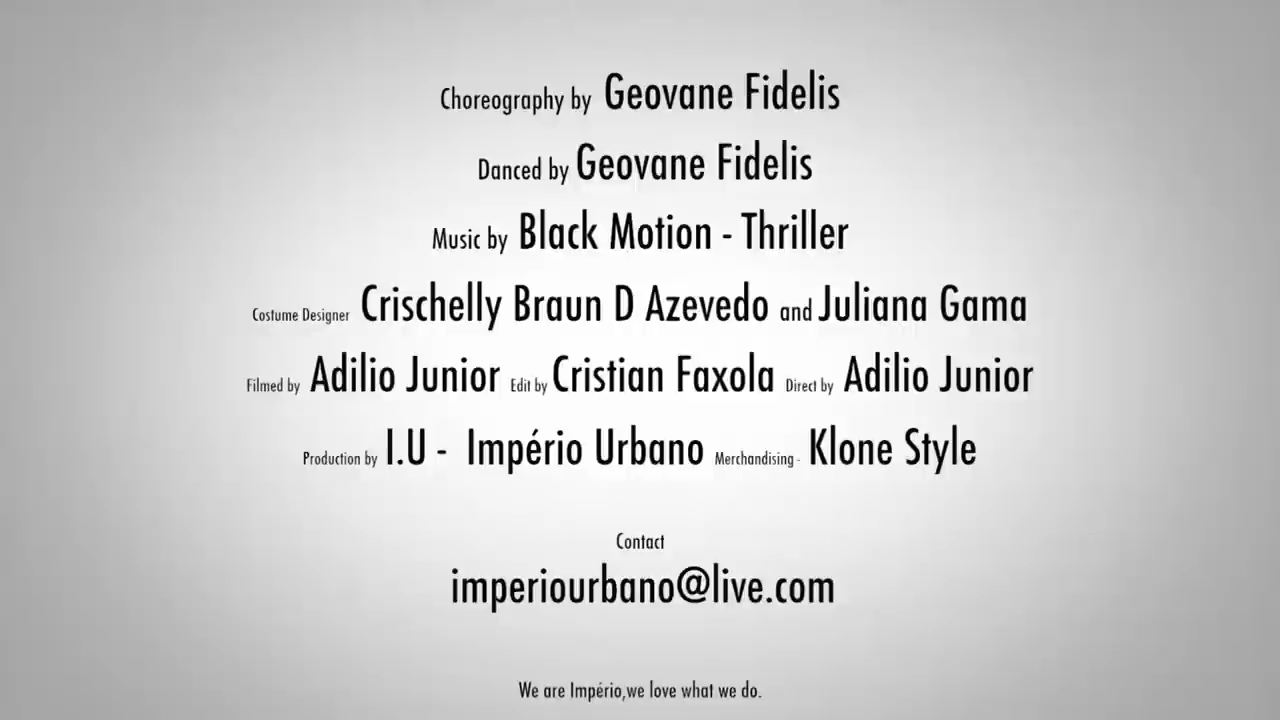 Choreography by Geovane Fidelis
Danced by Geovane Fidelis
Music by Black Motion - Thriller
Costume Designer Crischelly Braun D Azevedo and Juliana Gama
Filmed by Adilio Junior Edit by Cristian Faxola Direct by Adilio Junior
Production by I.U - Império Urbano Merchandising - Klone Style
Contact
imperiourbano@live.com
We are Império,we love what we do.